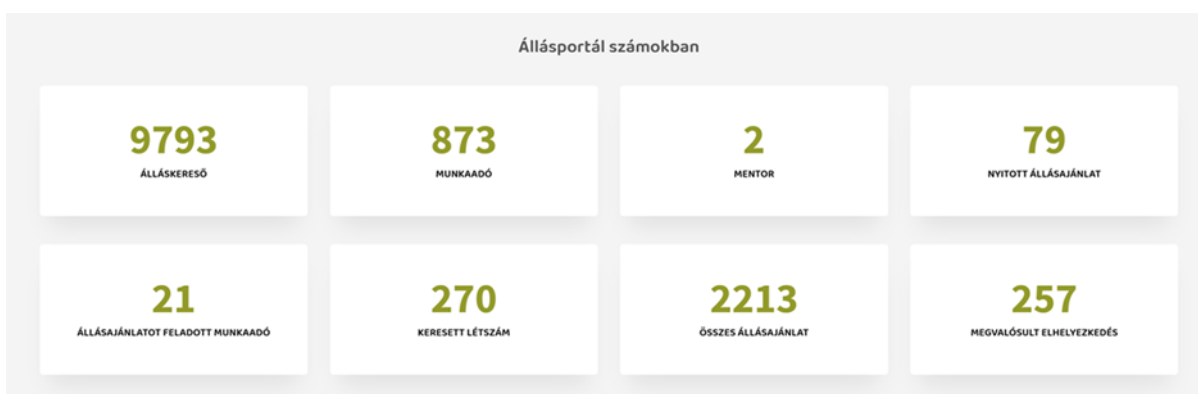 Állásportál számokban
9793
ÁLLÁSKERESŐ
873
MUNKAADÓ
2
MENTOR
79
NYITOTT ÁLLÁSAJÁNLAT
21
ÁLLÁSAJÁNLATOT FELADOTT MUNKAADÓ
270
KERESETT LÉTSZÁM
2213
ÖSSZES ÁLLÁSAJÁNLAT
257
MEGVALÓSULT ELHELYEZKEDÉS